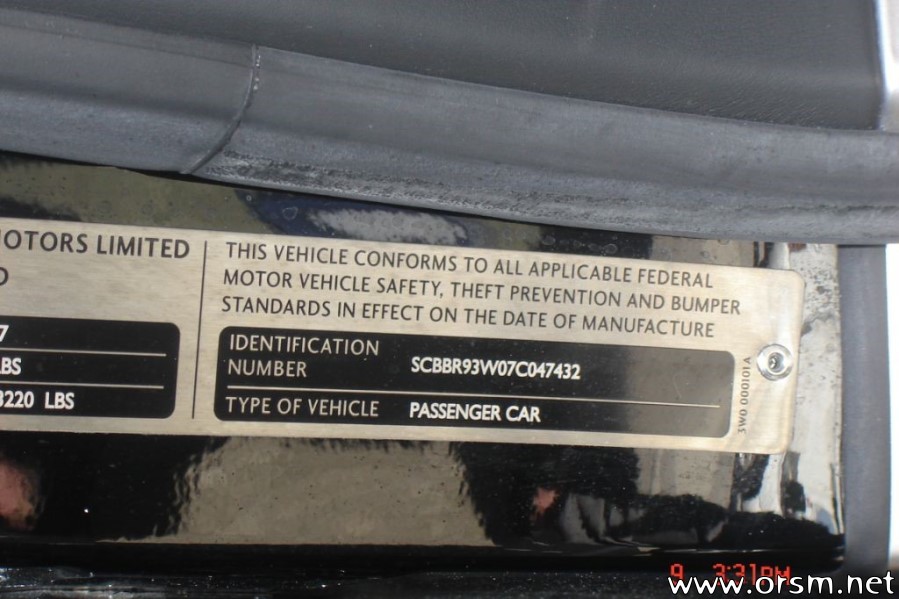 MOTORS LIMITED
D
7
LBS
3220 LBS
THIS VEHICLE CONFORMS TO ALL APPLICABLE FEDERAL
MOTOR VEHICLE SAFETY, THEFT PREVENTION AND BUMPER
STANDARDS IN EFFECT ON THE DATE OF MANUFACTURE
IDENTIFICATION
NUMBER SCBBR93W07C047432
TYPE OF VEHICLE PASSENGER CAR
3W0 000101A
9 3:31PM
www.orsm.net